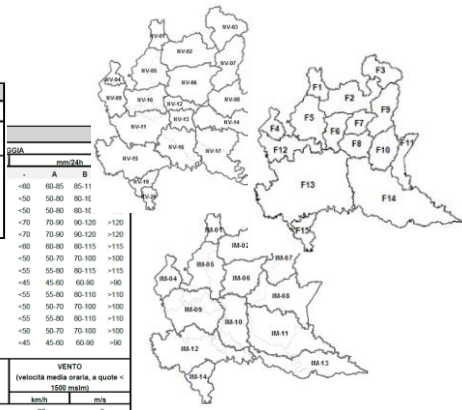 NV-01
NV-03
NV-02
NV-07
NV-04
NV-05
NV-06
NV-09
NV-10
NV-12
NV-08
NV-13
NV-14
NV-11
NV-15
NV-16
NV-17
NV-19
F1
F3
F2
F9
F4
F5
F6
F7
F8
F10
F11
F12
F13
F14
F15
GGIA
mm/24h
- A B
<60 60-85 85-11
<50 50-80 80-10
<50 50-80 80-10
<70 70-90 90-120 >120
<70 70-90 90-120 >120
<60 60-80 80-115 >115
<50 50-70 70-100 >100
<55 55-80 80-115 >115
<45 45-60 60-90 >90
<55 55-80 80-110 >110
<50 50-70 70-100 >100
<55 55-80 80-110 >110
<50 50-70 70-100 >100
<45 45-60 60-90 >90
VENTO
(velocità media oraria, a quote <
1500 mslm)
km/h m/s
IM-01
IM-07
IM-04
IM-05
IM-06
IM-08
IM-09
IM-10
IM-11
IM-12
IM-13
IM-14